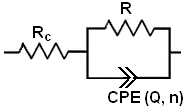 R
Rc
CPE (Q, n)